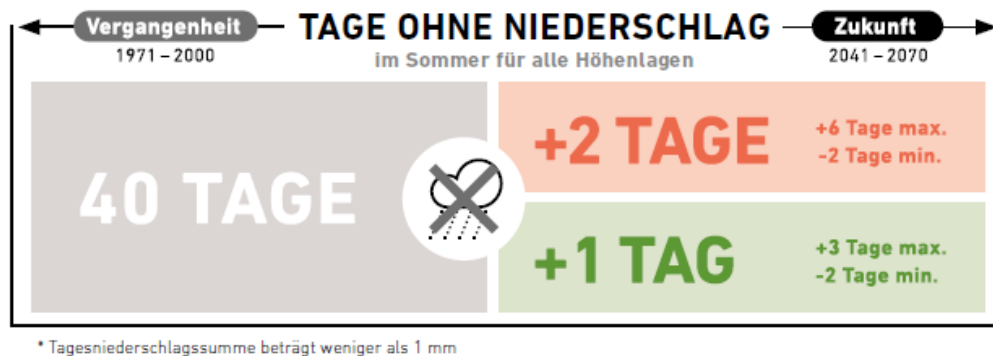 Vergangenheit
1971 – 2000
TAGE OHNE NIEDERSCHLAG
im Sommer für alle Höhenlagen
Zukunft
2041 – 2070
40 TAGE
+2 TAGE
+6 Tage max.
-2 Tage min.
+1 TAG
+3 Tage max.
-2 Tage min.
* Tagesniederschlagssumme beträgt weniger als 1 mm